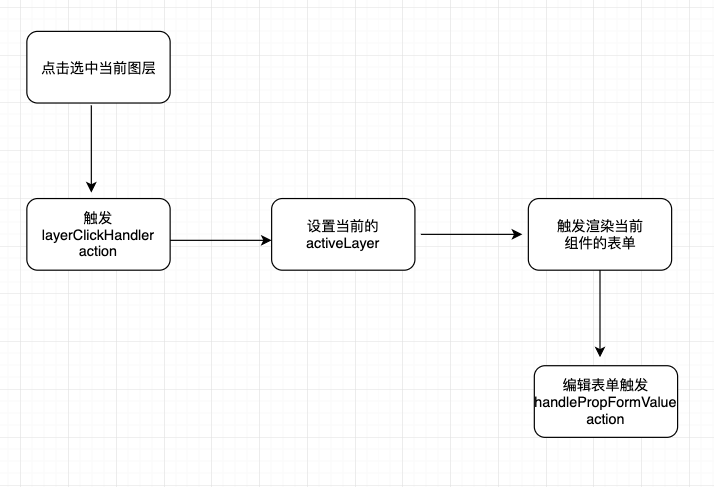 点击选中当前图层
触发
layerClickHandler
action
设置当前的
activeLayer
触发渲染当前
组件的表单
编辑表单触发
handlePropFormValue
action